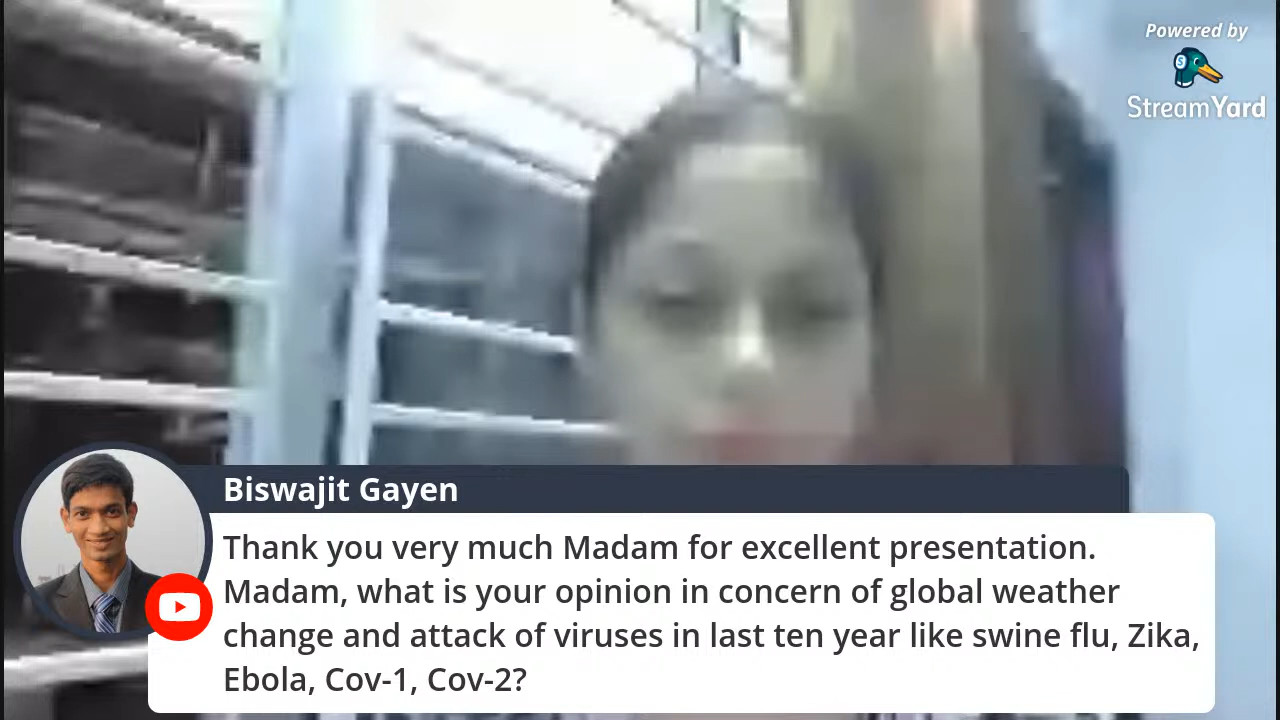 Powered by
StreamYard
Biswajit Gayen
Thank you very much Madam for excellent presentation.
Madam, what is your opinion in concern of global weather
change and attack of viruses in last ten year like swine flu, Zika,
Ebola, Cov-1, Cov-2?